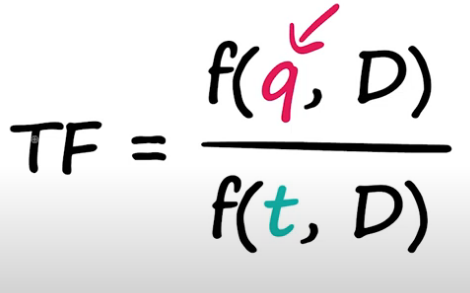 f(q, D)
TF =
f(t, D)